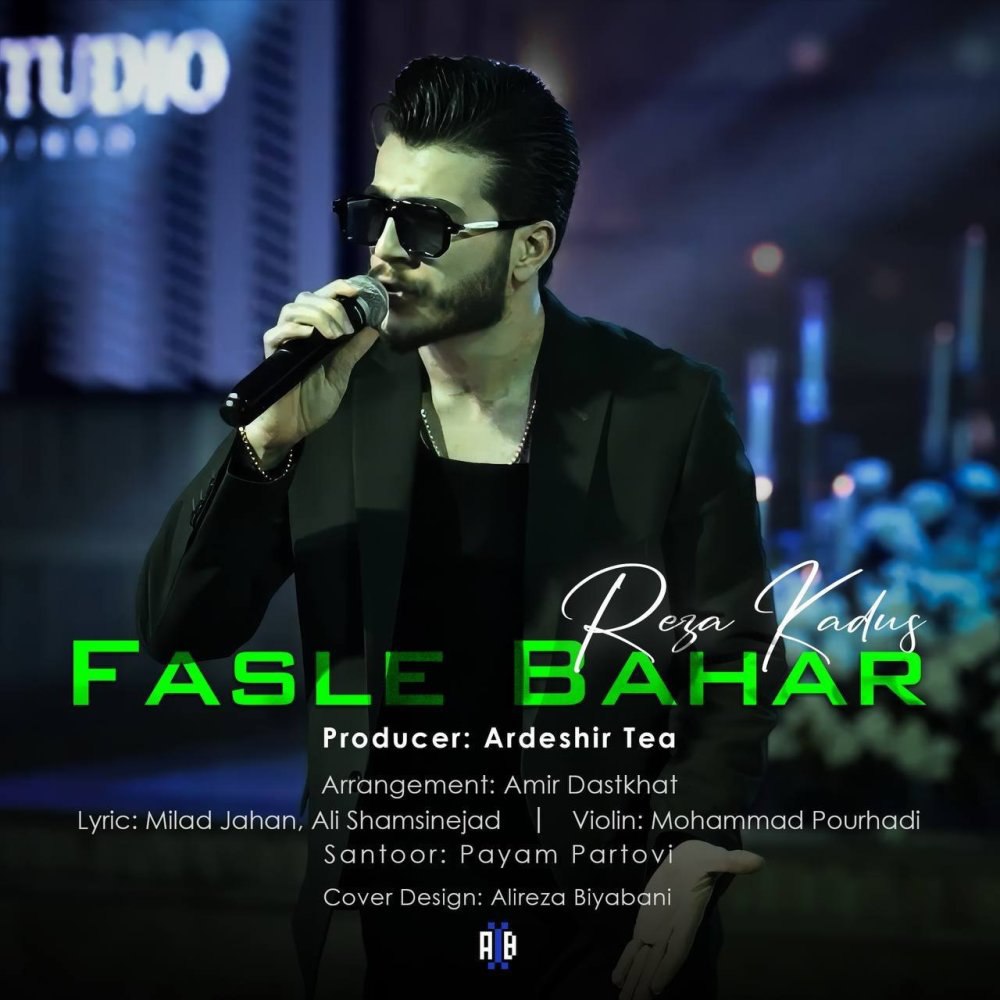 STUDIO
Reza Kadus
FASLE BAHAR
Producer: Ardeshir Tea
Arrangement: Amir Dastkhat
Lyric: Milad Jahan, Ali Shamsinejad | Violin: Mohammad Pourhadi
Santoor: Payam Partovi
Cover Design: Alireza Biyabani
AB